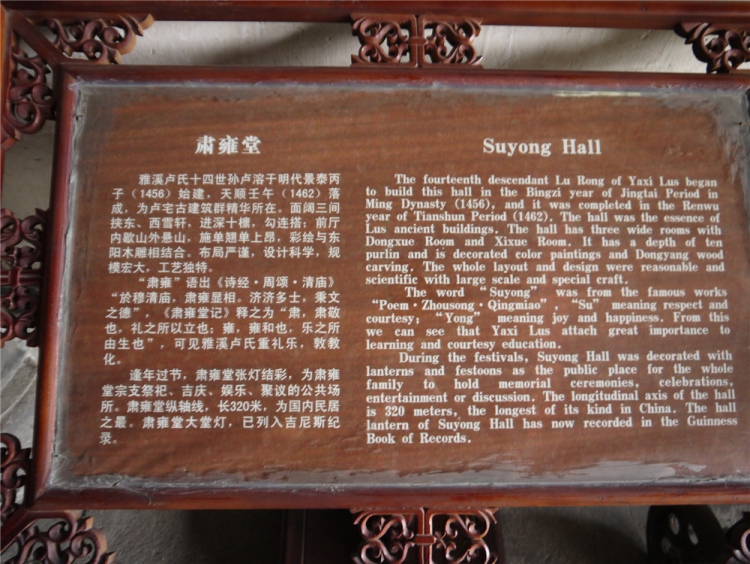 肃雍堂
雅溪卢氏十四世孙卢溶于明代景泰丙
子（1456）始建，天顺壬午（1462）落
成，为卢宅古建筑群精华所在，面阔三间
挟东、西雪轩，进深十檩，勾连搭；前厅
内歇山外悬山，施单翘单上昂，彩绘与东
阳木雕相结合。布局严谨，设计科学，规
模宏大，工艺独特。
“肃雍”语出《诗经·周颂·清庙》
“於穆清庙，肃雍显相。济济多士，秉文
之德”，《肃雍堂记》释之为“肃，肃敬
也，礼之所以立也；雍，雍和也，乐之所
由生也”，可见雅溪卢氏重礼乐，敦教
化。
逢年过节，肃雍堂张灯结彩，为肃雍
堂宗支祭祀、吉庆、娱乐、聚议的公共场
所。肃雍堂纵轴线，长320米，为国内民居
之最。肃雍堂大堂灯，已列入吉尼斯纪
录。
Suyong Hall
The fourteenth descendant Lu Rong of Yaxi Lus began
to build this hall in the Bingzi year of Jingtai Period in
Ming Dynasty (1456), and it was completed in the Renwu
year of Tianshun Period (1462). The hall was the essence of
Lus ancient buildings. The hall has three wide rooms with
Dongxue Room and Xixue Room. It has a depth of ten
purlin and is decorated color paintings and Dongyang wood
carving. The whole layout and design were reasonable and
scientific with large scale and special craft.
The word “Suyong” was from the famous works
“Poem·Zhousong·Qingmiao”, “Su” meaning respect and
courtesy; “Yong” meaning joy and happiness. From this
we can see that Yaxi Lus attach great importance to
learning and courtesy education.
During the festivals, Suyong Hall was decorated with
lanterns and festoons as the public place for the whole
family to hold memorial ceremonies, celebrations,
entertainment or discussion. The longitudinal axis of the hall
is 320 meters, the longest of its kind in China. The hall
lantern of Suyong Hall has now recorded in the Guinness
Book of Records.